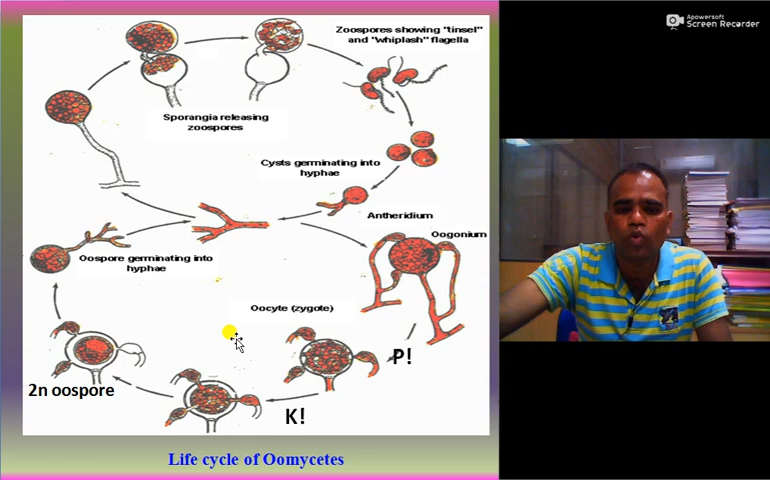 Apowersoft
Screen Recorder
Zoospores showing "tinsel"
and "whiplash" flagella
Sporangia releasing
zoospores
Cysts germinating into
hyphae
Antheridium
Oogonium
Oospore germinating into
hyphae
Oocyte (zygote)
P!
2n oospore
K!
Life cycle of Oomycetes